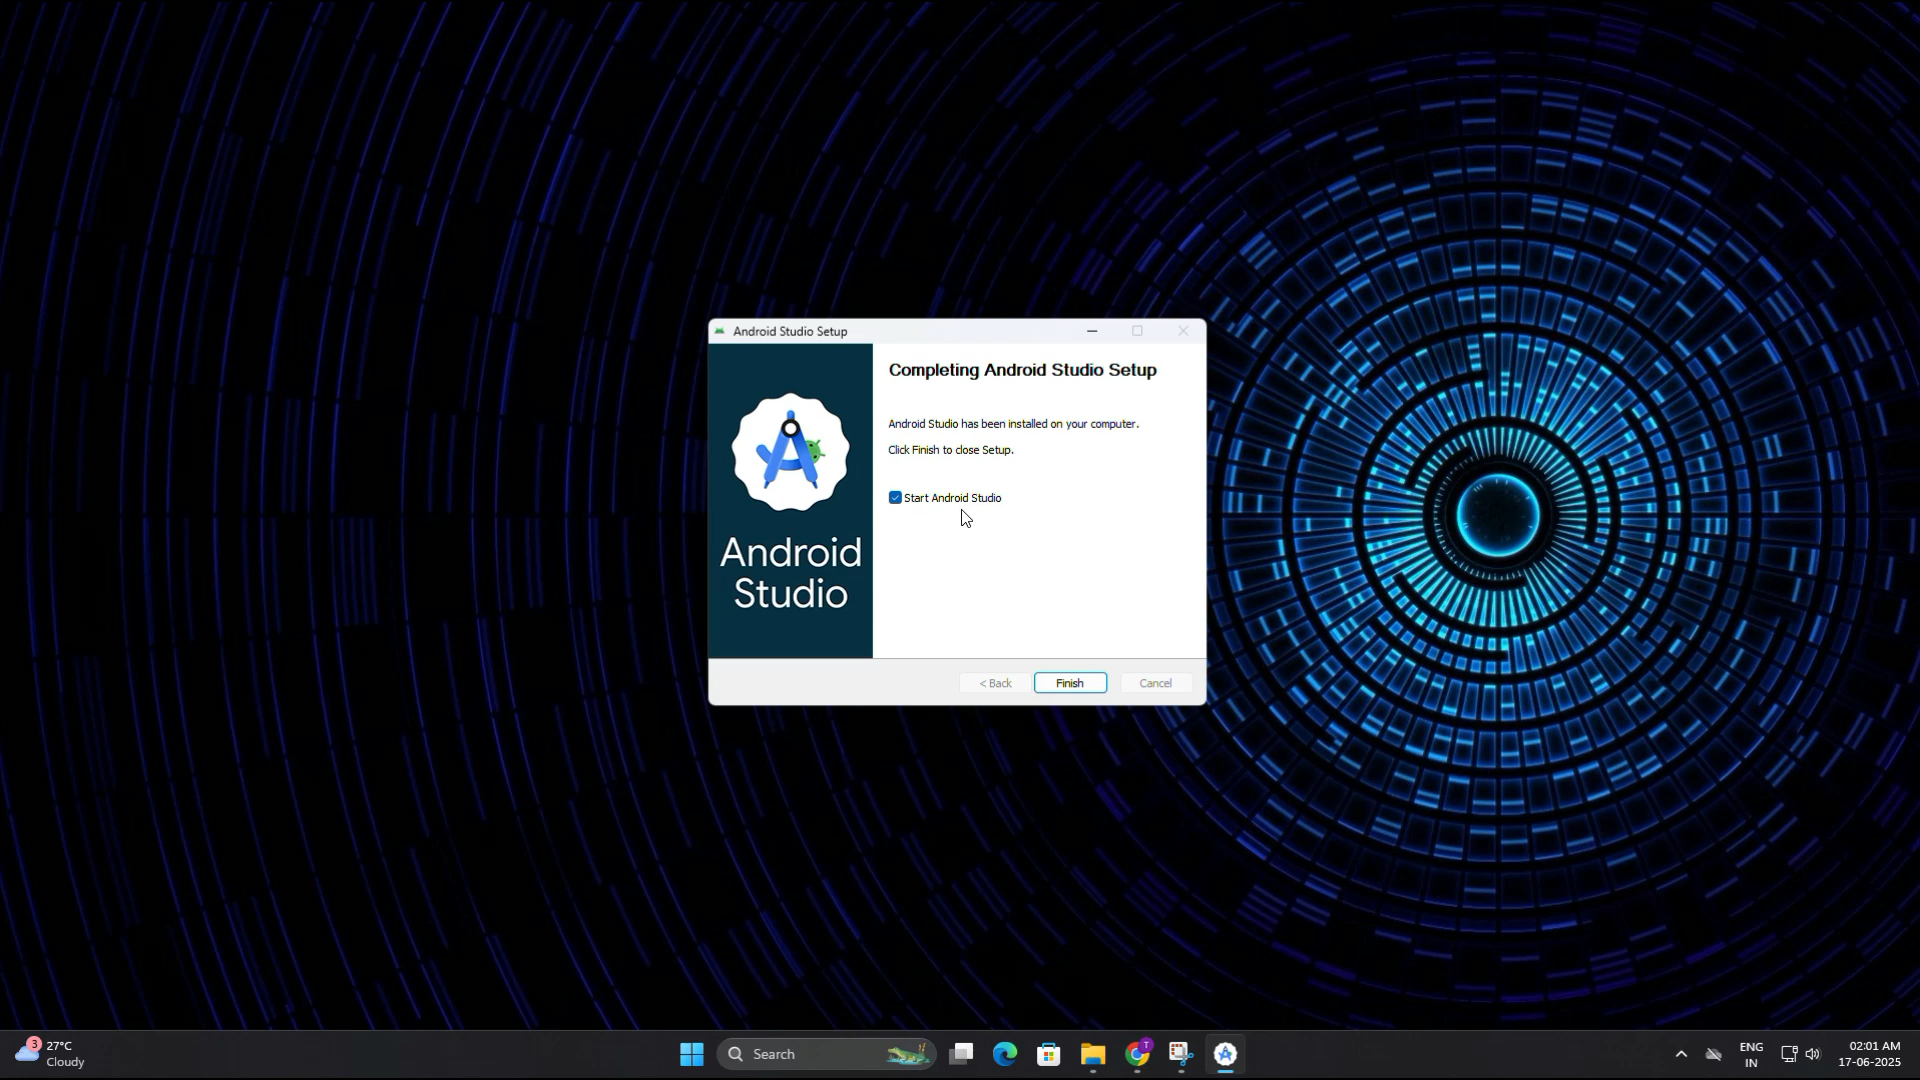 Android Studio Setup
Completing Android Studio Setup
Android Studio has been installed on your computer.
Click Finish to close Setup.
Start Android Studio
Android
Studio
< Back
Finish
Cancel
3
27°C
Cloudy
Search
T
ENG
IN
02:01 AM
17-06-2025